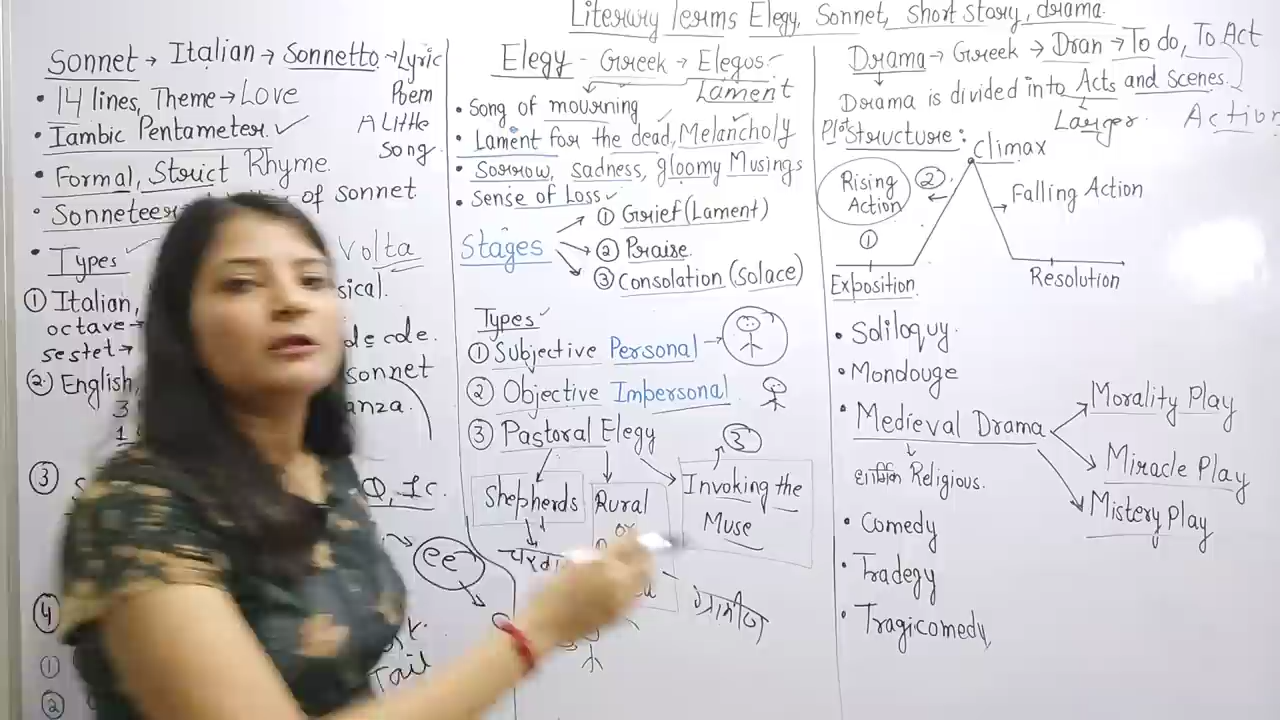 Literary Terms Elegy, Sonnet, short story, drama.
Sonnet → Italian → Sonnetto → Lyric
Poem
A Little
Song.
• 14 lines, Theme → Love
• Iambic Pentameter. ✓
• Formal, Strict Rhyme.
• Sonneteer of sonnet
• Types
Volta
① Italian, sical.
octave →
sestet →
② English, sonnet
3 anza.
1
③ S
ee
④
Tail
①
②
Elegy - Greek → Elegos.
Lament
• Song of mourning
• Lament for the dead, Melancholy
• Sorrow, sadness, gloomy Musings
• Sense of Loss ✓
Stages
① Grief (Lament)
② Praise.
③ Consolation (Solace)
Types ✓
① Subjective Personal →
② Objective Impersonal
③ Pastoral Elegy
Shepherds
Rural
or
Invoking the
Muse
③
ग्रामीण
Drama → Greek → Dran → To do, To Act
Drama is divided into Acts and scenes.
Larger. Action
Plot structure :
Climax
Rising
Action
②
Falling Action
①
Exposition
Resolution
• Soliloquy.
• Mondouge
• Medieval Drama
धार्मिक Religious.
Morality Play
Miracle Play
Mistery Play
• Comedy
• Tradegy
• Tragicomedy,